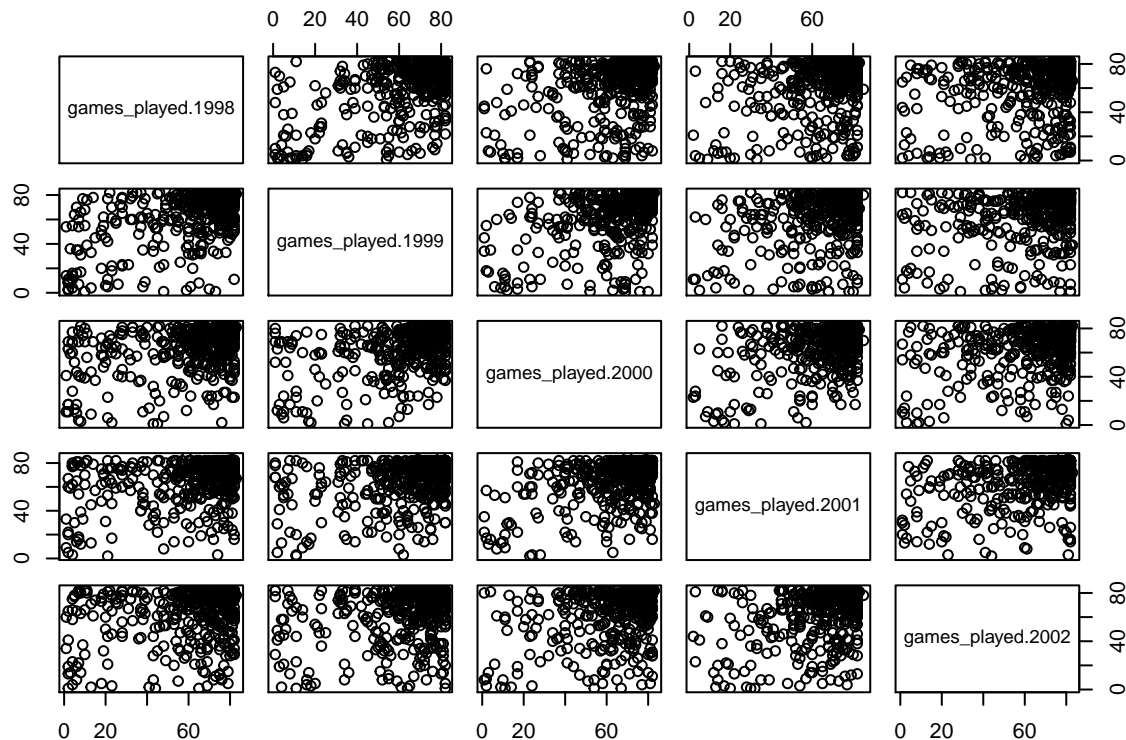 0 20 40 60 80 0 20 60
games_played.1998
0 40 80
0 40 80
games_played.1999
games_played.2000
0 40 80
0 40 80
games_played.2001
games_played.2002
0 40 80
0 20 60 0 20 60 0 20 60